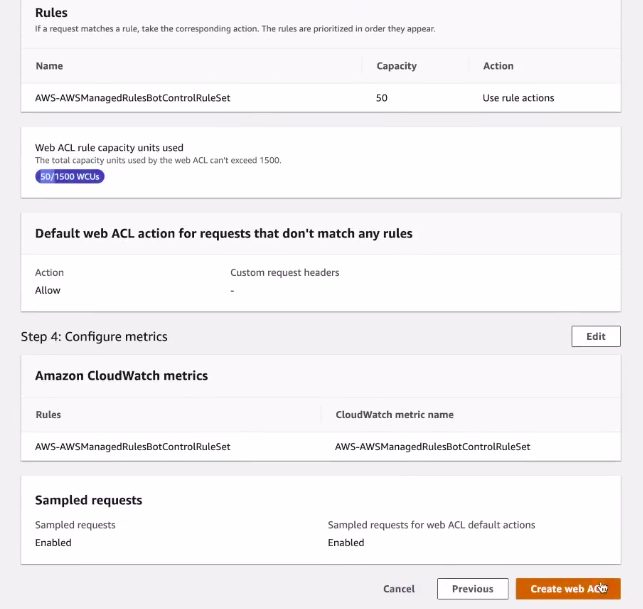 Rules
If a request matches a rule, take the corresponding action. The rules are prioritized in order they appear.
Name Capacity Action
AWS-AWSManagedRulesBotControlRuleSet 50 Use rule actions
Web ACL rule capacity units used
The total capacity units used by the web ACL can't exceed 1500.
50/1500 WCUs
Default web ACL action for requests that don't match any rules
Action Custom request headers
Allow -
Step 4: Configure metrics Edit
Amazon CloudWatch metrics
Rules CloudWatch metric name
AWS-AWSManagedRulesBotControlRuleSet AWS-AWSManagedRulesBotControlRuleSet
Sampled requests
Sampled requests Sampled requests for web ACL default actions
Enabled Enabled
Cancel Previous Create web ACL